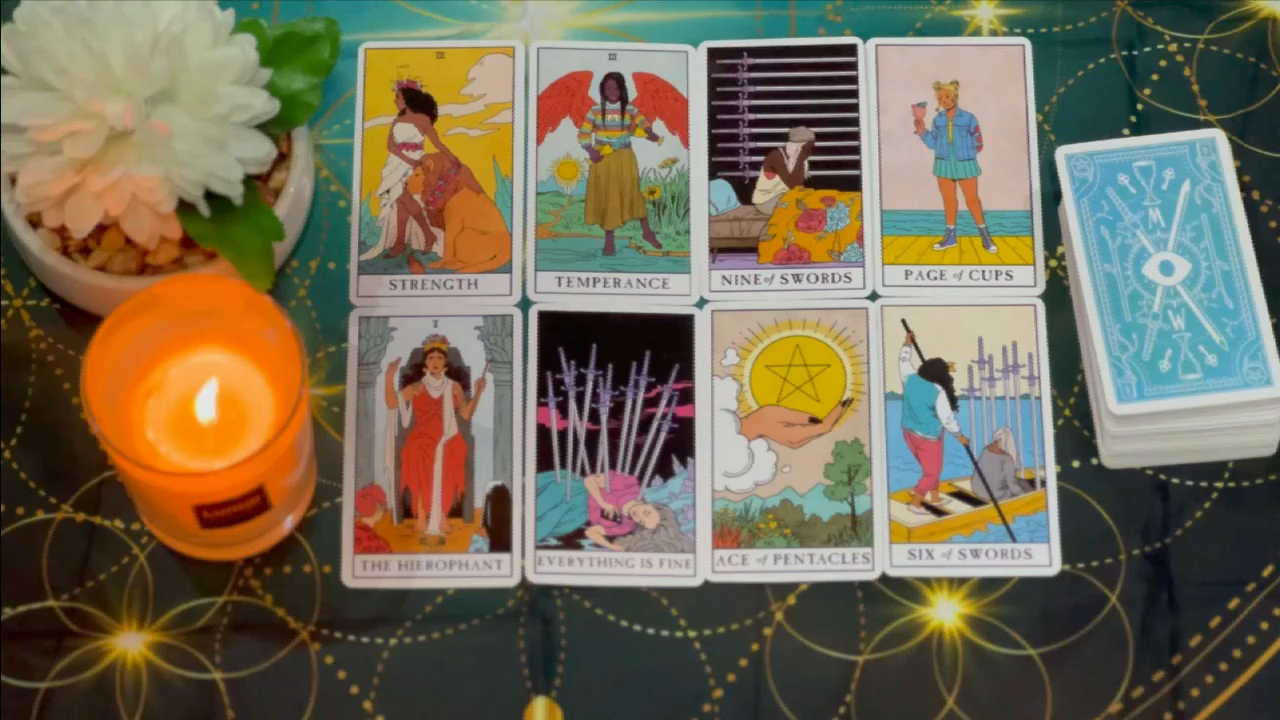 STRENGTH
TEMPERANCE
NINE of SWORDS
PAGE of CUPS
THE HIEROPHANT
EVERYTHING IS FINE
ACE of PENTACLES
SIX of SWORDS
M
W